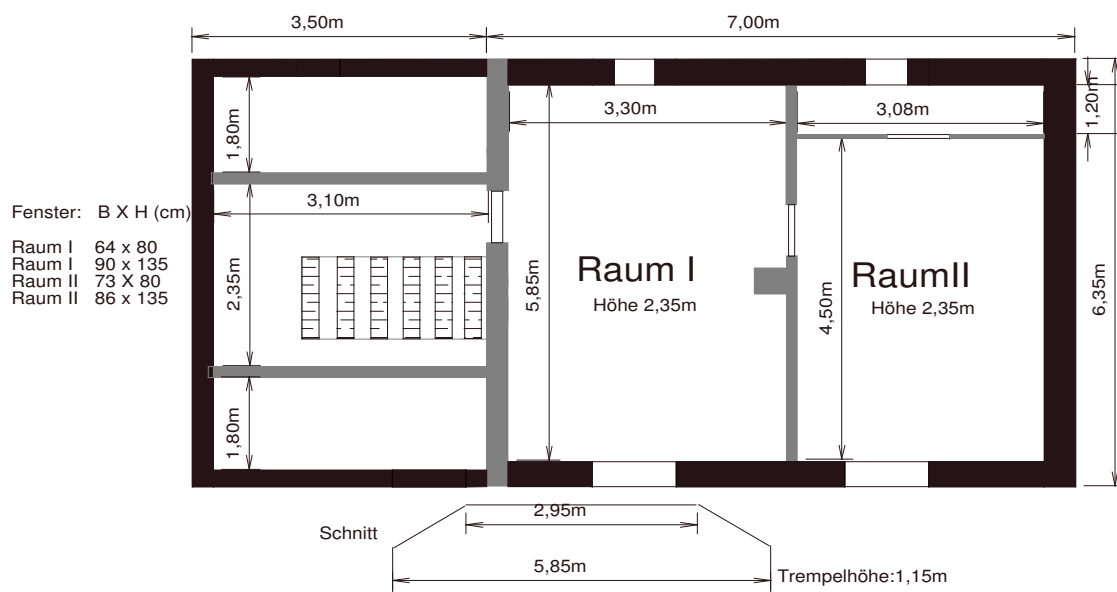 3,50m
7,00m
1,80m
3,30m
3,08m
1,20m
Fenster: B X H (cm)
Raum I 64 x 80
Raum I 90 x 135
Raum II 73 X 80
Raum II 86 x 135
3,10m
2,35m
5,85m
Raum I
Höhe 2,35m
4,50m
RaumII
Höhe 2,35m
6,35m
1,80m
Schnitt
2,95m
5,85m
Trempelhöhe:1,15m